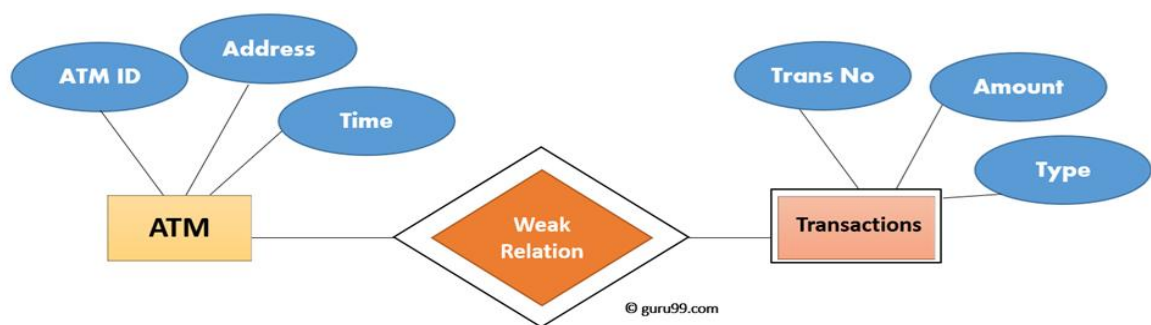 ATM ID
Address
Time
ATM
Weak
Relation
Trans No
Amount
Type
Transactions
© guru99.com